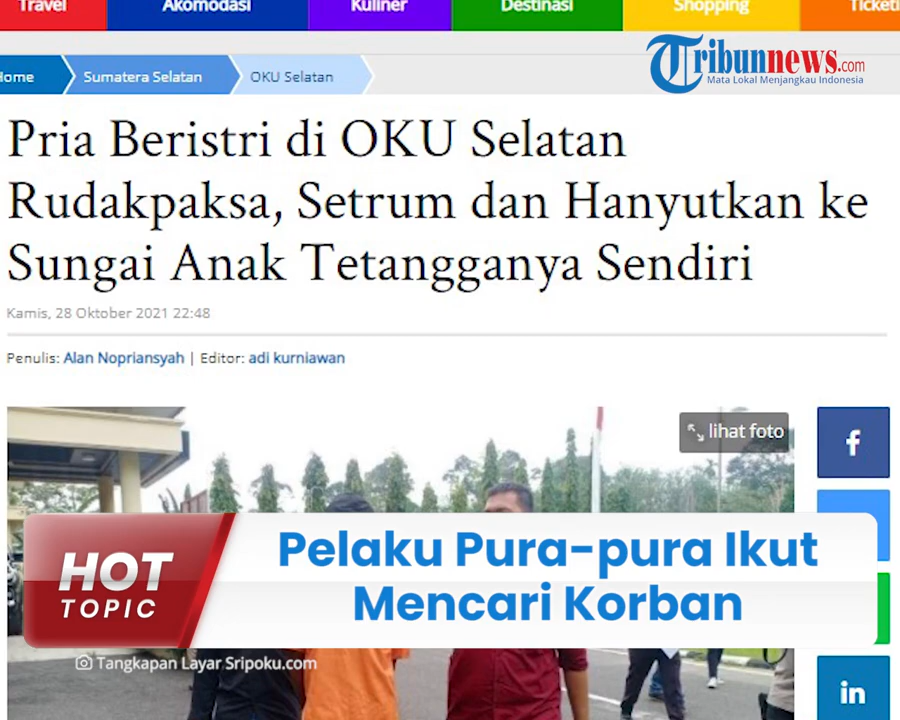 Travel
Akomodasi
Kuliner
Destinasi
Shopping
Ticketi
Home
Sumatera Selatan
OKU Selatan
Tribunnews.com
Mata Lokal Menjangkau Indonesia
Pria Beristri di OKU Selatan
Rudakpaksa, Setrum dan Hanyutkan ke
Sungai Anak Tetangganya Sendiri
Kamis, 28 Oktober 2021 22:48
Penulis: Alan Nopriansyah | Editor: adi kurniawan
lihat foto
f
HOT
TOPIC
Pelaku Pura-pura Ikut
Mencari Korban
Tangkapan Layar Sripoku.com
in